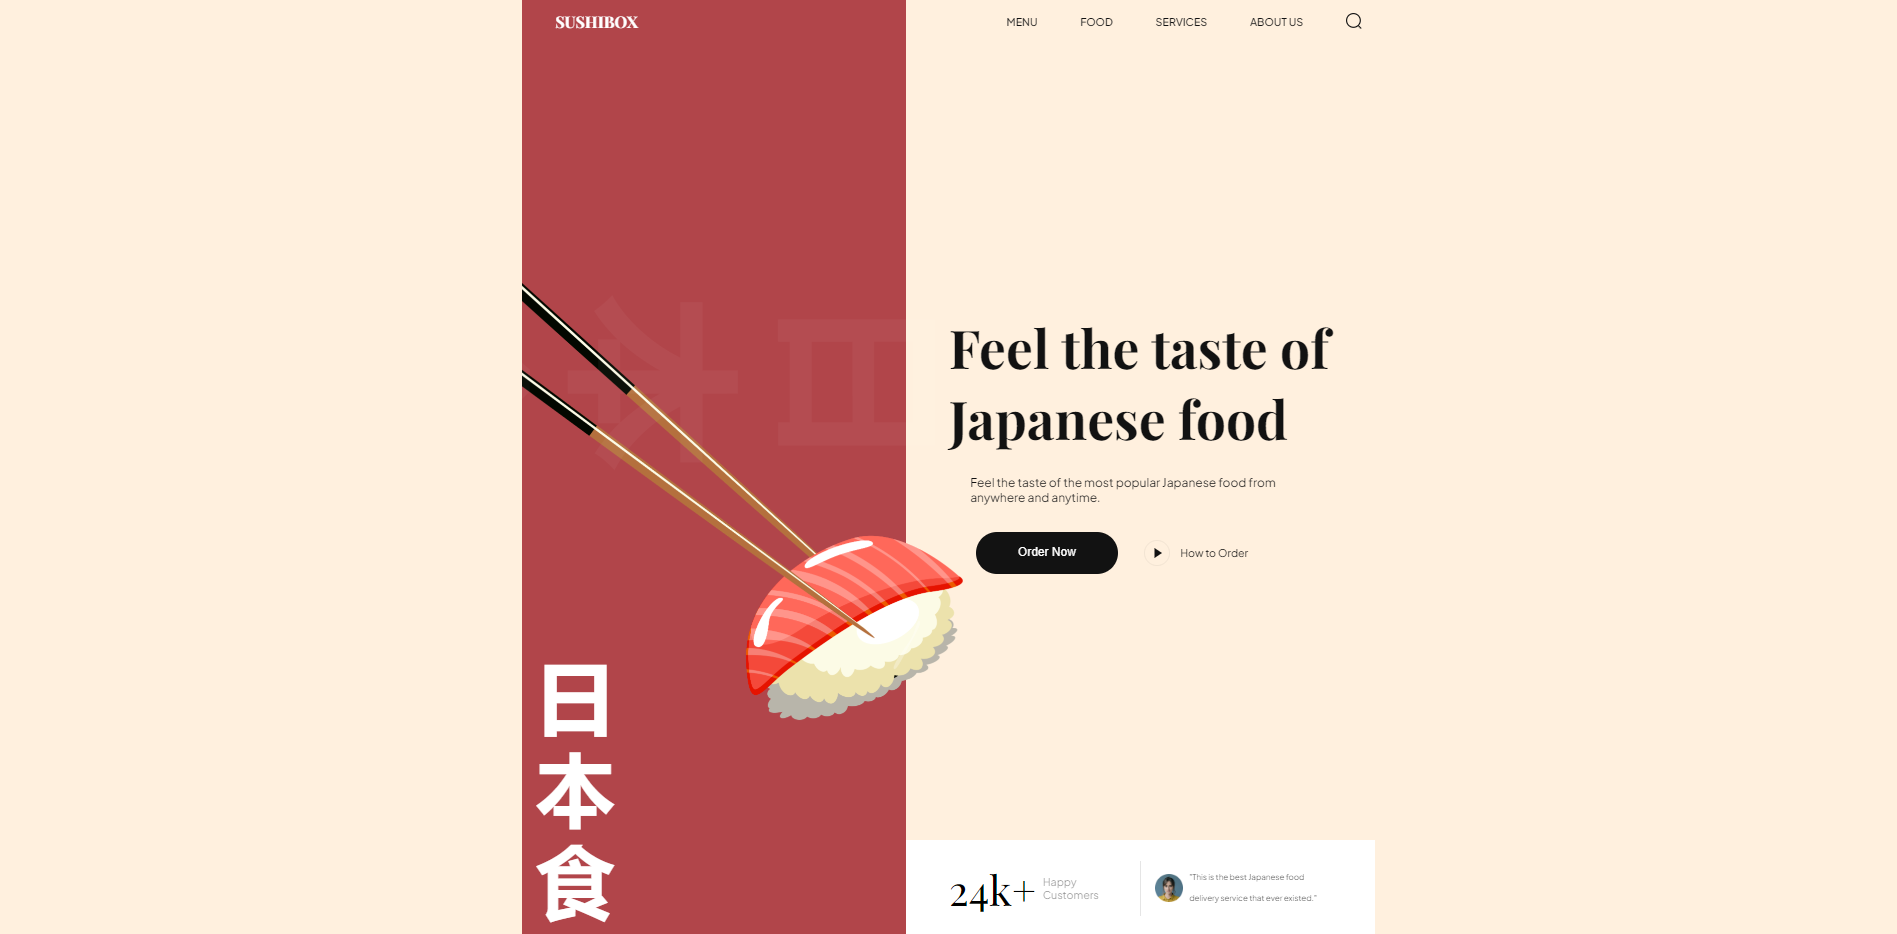 SUSHIBOX
MENU
FOOD
SERVICES
ABOUT US
日本
Feel the taste of
Japanese food
Feel the taste of the most popular Japanese food from
anywhere and anytime.
Order Now
How to Order
日
本
食
24k+
Happy
Customers
"This is the best Japanese food
delivery service that ever existed."